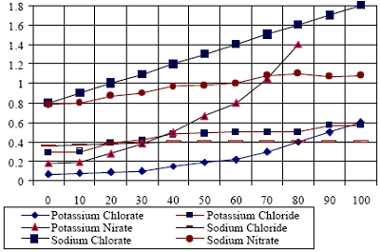 1.8
1.6
1.4
1.2
1
0.8
0.6
0.4
0.2
0
0 10 20 30 40 50 60 70 80 90 100
Potassium Chlorate Potassium Chloride
Potassium Nirate Sodium Chloride
Sodium Chlorate Sodium Nitrate